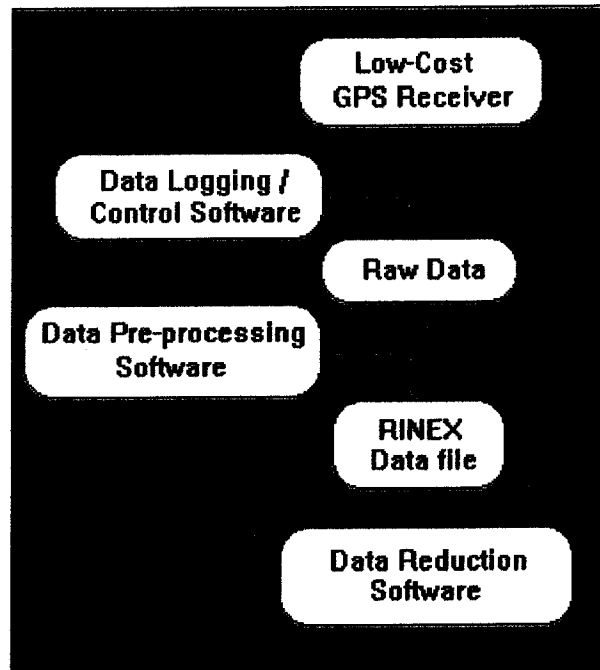 Low-Cost
GPS Receiver
Data Logging /
Control Software
Raw Data
Data Pre-processing
Software
RINEX
Data file
Data Reduction
Software